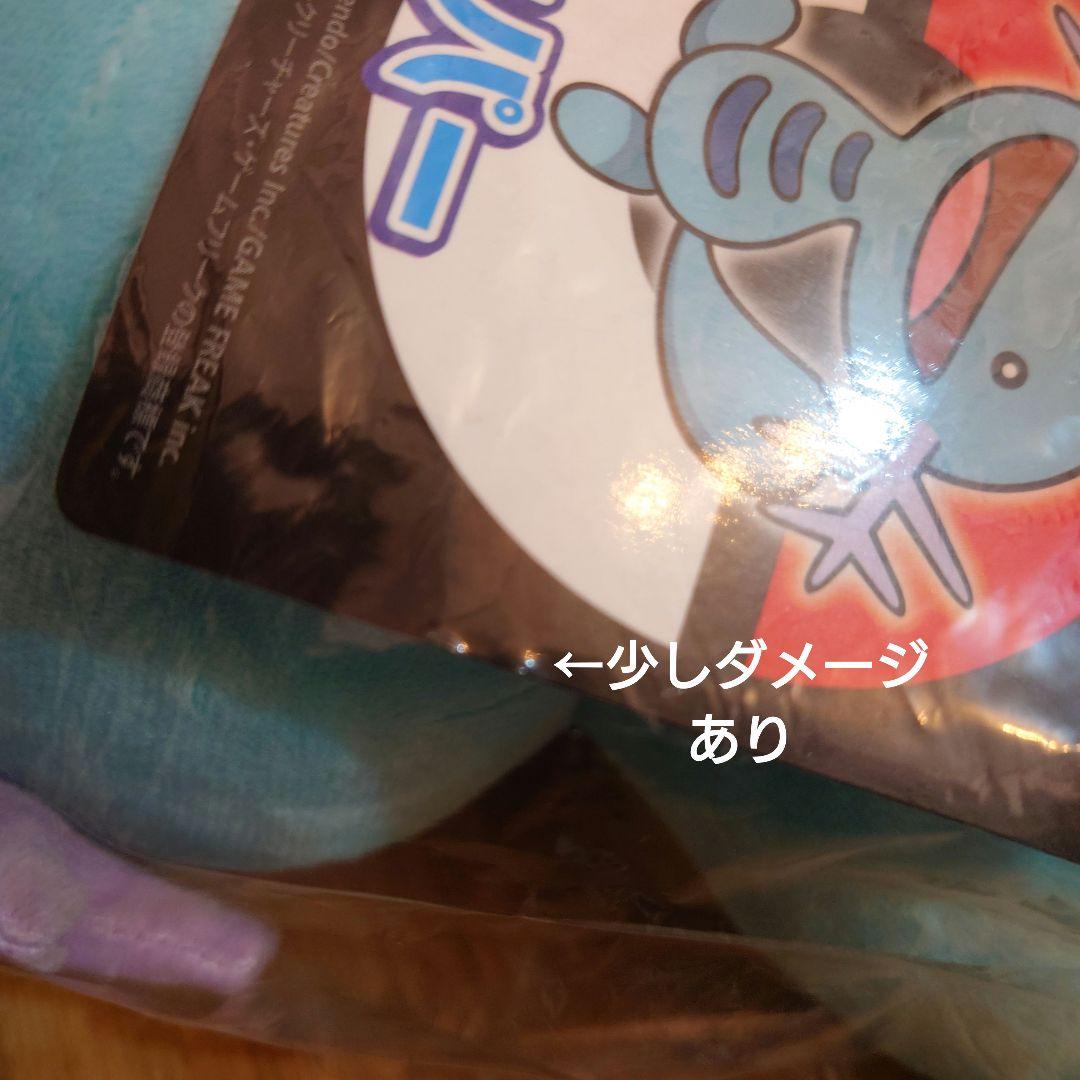 パー
endo/Creatures Inc./GAME FREAK inc.
クリーチャーズ・ゲームフリークの登録商標です。
←少しダメージ
あり